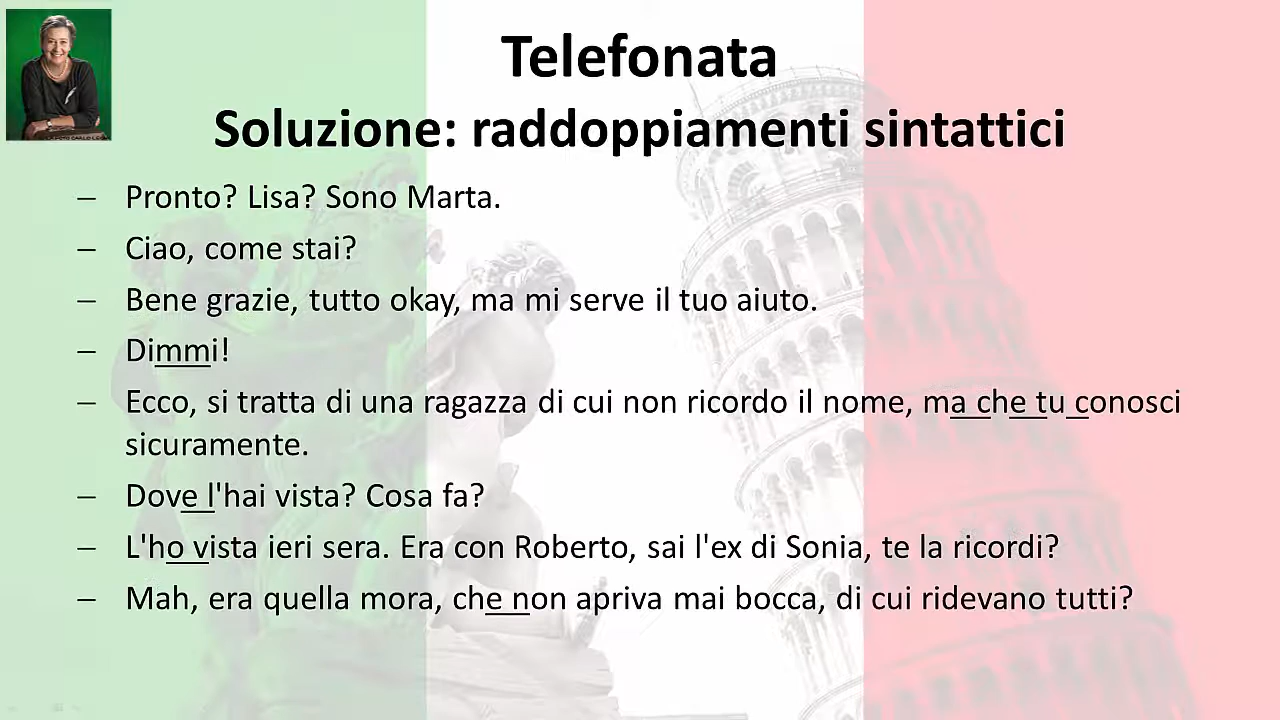 Telefonata
Soluzione: raddoppiamenti sintattici
– Pronto? Lisa? Sono Marta.
– Ciao, come stai?
– Bene grazie, tutto okay, ma mi serve il tuo aiuto.
– Dimmi!
– Ecco, si tratta di una ragazza di cui non ricordo il nome, ma che tu conosci
sicuramente.
– Dove l'hai vista? Cosa fa?
– L'ho vista ieri sera. Era con Roberto, sai l'ex di Sonia, te la ricordi?
– Mah, era quella mora, che non apriva mai bocca, di cui ridevano tutti?